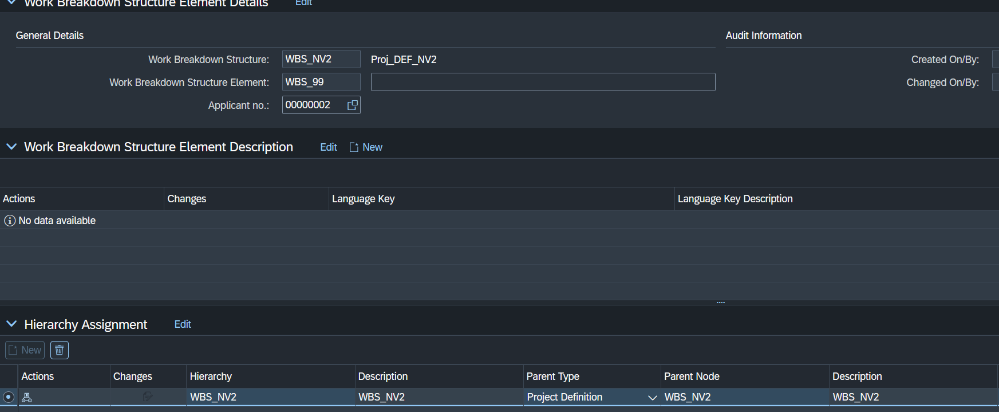 Work Breakdown Structure Element Details Edit
General Details
Audit Information
Work Breakdown Structure: WBS_NV2 Proj_DEF_NV2
Created On/By:
Work Breakdown Structure Element: WBS_99
Changed On/By:
Applicant no.: 00000002
Work Breakdown Structure Element Description Edit New
Actions Changes Language Key Language Key Description
No data available
Hierarchy Assignment Edit
New
Actions Changes Hierarchy Description Parent Type Parent Node Description
WBS_NV2 WBS_NV2 Project Definition WBS_NV2 WBS_NV2